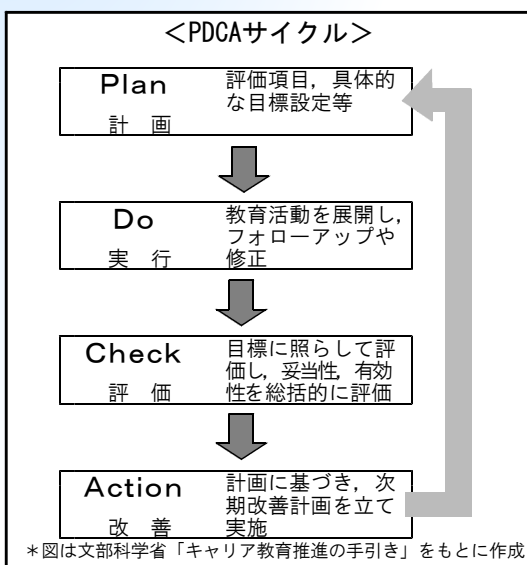 ＜PDCAサイクル＞
Plan
計　画
評価項目，具体的
な目標設定等
Do
実　行
教育活動を展開し，
フォローアップや
修正
Check
評　価
目標に照らして評
価し，妥当性，有効
性を総括的に評価
Action
改　善
計画に基づき，次
期改善計画を立て
実施
＊図は文部科学省「キャリア教育推進の手引き」をもとに作成